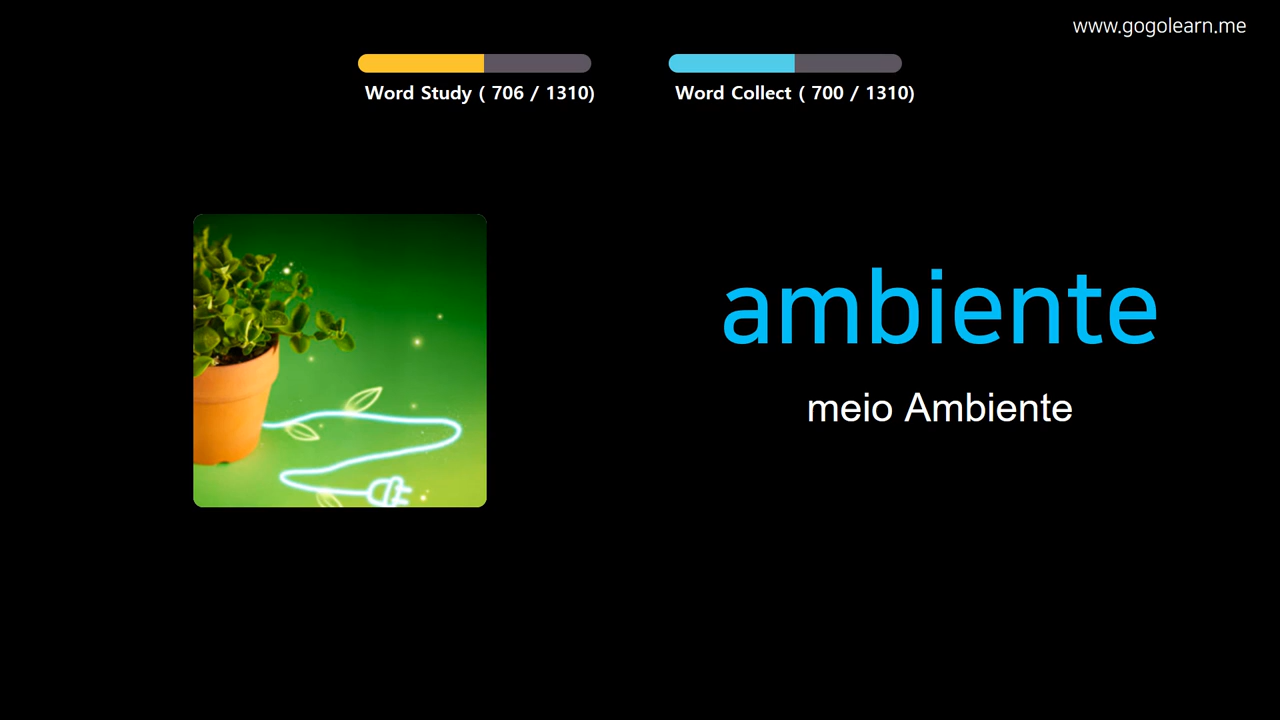 www.gogolearn.me
Word Study ( 706 / 1310)
Word Collect ( 700 / 1310)
ambiente
meio Ambiente